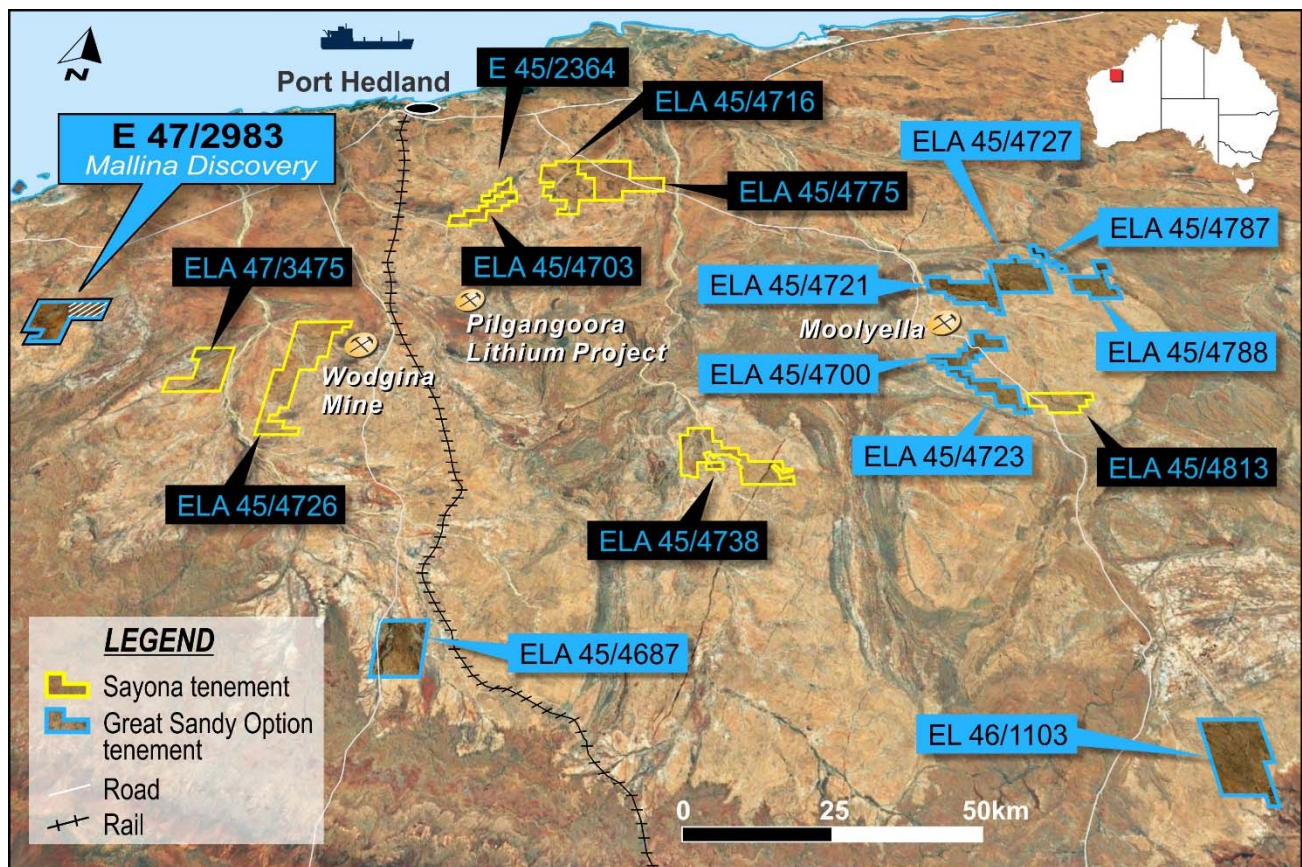 N
Port Hedland
E 47/2983
Mallina Discovery
E 45/2364
ELA 45/4716
ELA 45/4727
ELA 45/4775
ELA 45/4787
ELA 47/3475
ELA 45/4703
ELA 45/4721
Pilgangoora
Lithium Project
Moolyella
ELA 45/4788
Wodgina
Mine
ELA 45/4700
ELA 45/4723
ELA 45/4813
ELA 45/4726
ELA 45/4738
ELA 45/4687
EL 46/1103
LEGEND
Sayona tenement
Great Sandy Option
tenement
Road
Rail
0 25 50km